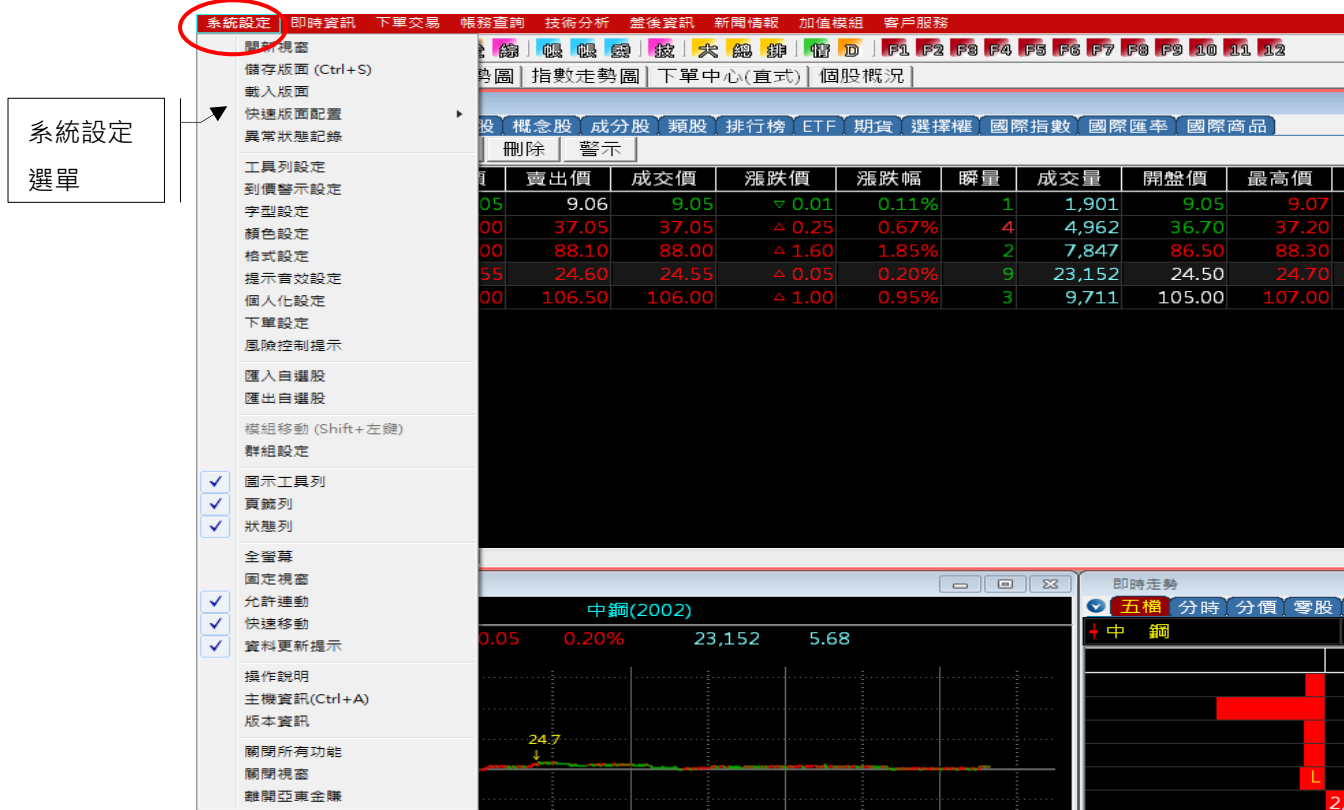 系統設定 即時資訊 下單交易 帳務查詢 技術分析 盤後資訊 新聞情報 加值模組 客戶服務
帳 帳 技 大 排 情 D F1 F2 F3 F4 F5 F6 F7 F8 F9 10 11 12
勢圖 指數走勢圖 下單中心(直式) 個股概況
股 概念股 成分股 類股 排行榜 ETF 期貨 選擇權 國際指數 國際匯率 國際商品
刪除 警示
賣出價 成交價 漲跌價 漲跌幅 瞬量 成交量 開盤價 最高價
05 9.06 9.05 ▽ 0.01 0.11% 1 1,901 9.05 9.07
00 37.05 37.05 △ 0.25 0.67% 4 4,962 36.70 37.20
00 88.10 88.00 △ 1.60 1.85% 2 7,847 86.50 88.30
55 24.60 24.55 △ 0.05 0.20% 9 23,152 24.50 24.70
00 106.50 106.00 △ 1.00 0.95% 3 9,711 105.00 107.00
系統設定
選單
開新視窗
儲存版面 (Ctrl+S)
載入版面
快速版面配置
異常狀態記錄
工具列設定
到價警示設定
字型設定
顏色設定
格式設定
提示音效設定
個人化設定
下單設定
風險控制提示
匯入自選股
匯出自選股
模組移動 (Shift+左鍵)
群組設定
圖示工具列
頁籤列
狀態列
全螢幕
固定視窗
允許連動
快速移動
資料更新提示
操作說明
主機資訊(Ctrl+A)
版本資訊
關閉所有功能
關閉視窗
離開亞東金賺
中鋼(2002)
0.05 0.20% 23,152 5.68
24.7
即時走勢
五檔 分時 分價 零股
中 鋼
L
2